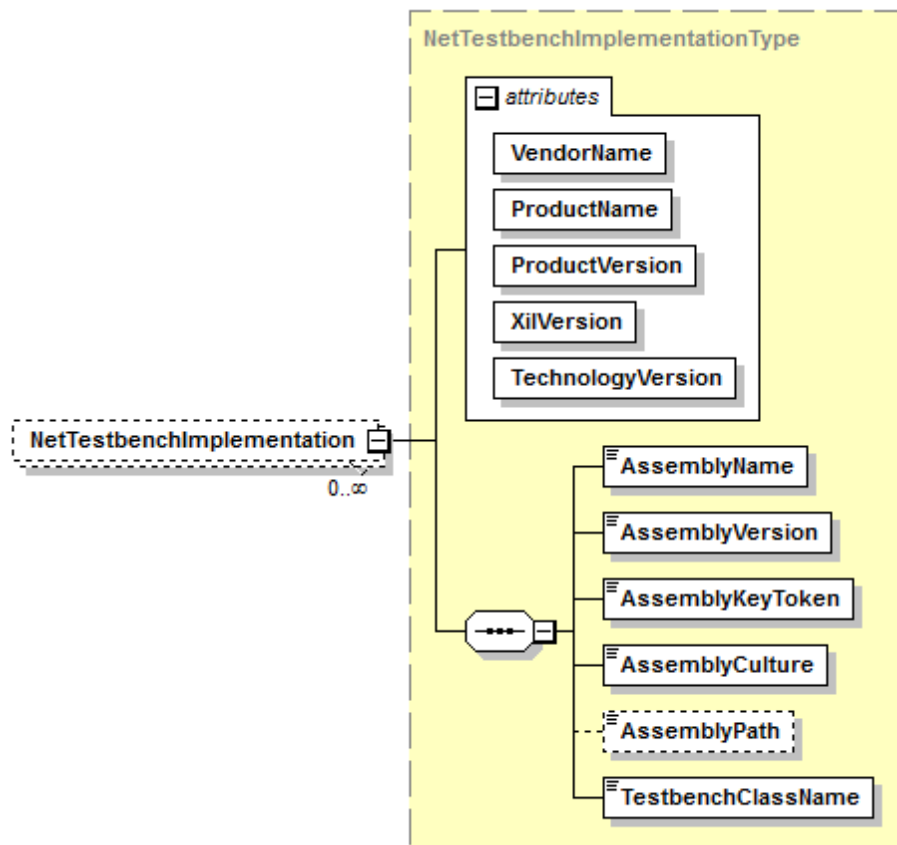 NetTestbenchImplementationType
attributes
VendorName
ProductName
ProductVersion
XilVersion
TechnologyVersion
NetTestbenchImplementation
0..∞
AssemblyName
AssemblyVersion
AssemblyKeyToken
AssemblyCulture
AssemblyPath
TestbenchClassName